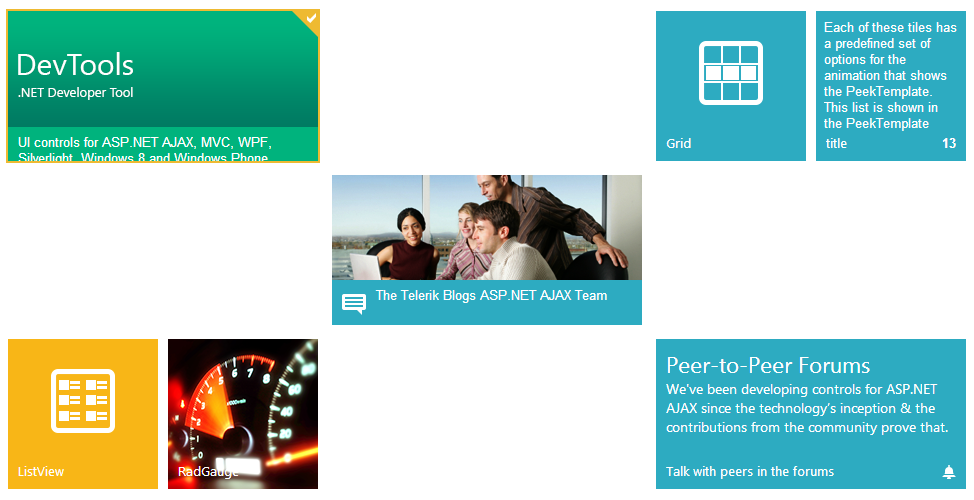 DevTools
.NET Developer Tool
UI controls for ASP.NET AJAX, MVC, WPF,
Silverlight, Windows 8 and Windows Phone
Grid
Each of these tiles has
a predefined set of
options for the
animation that shows
the PeekTemplate.
This list is shown in
the PeekTemplate
title
13
The Telerik Blogs ASP.NET AJAX Team
ListView
RadGauge
Peer-to-Peer Forums
We've been developing controls for ASP.NET
AJAX since the technology's inception & the
contributions from the community prove that.
Talk with peers in the forums